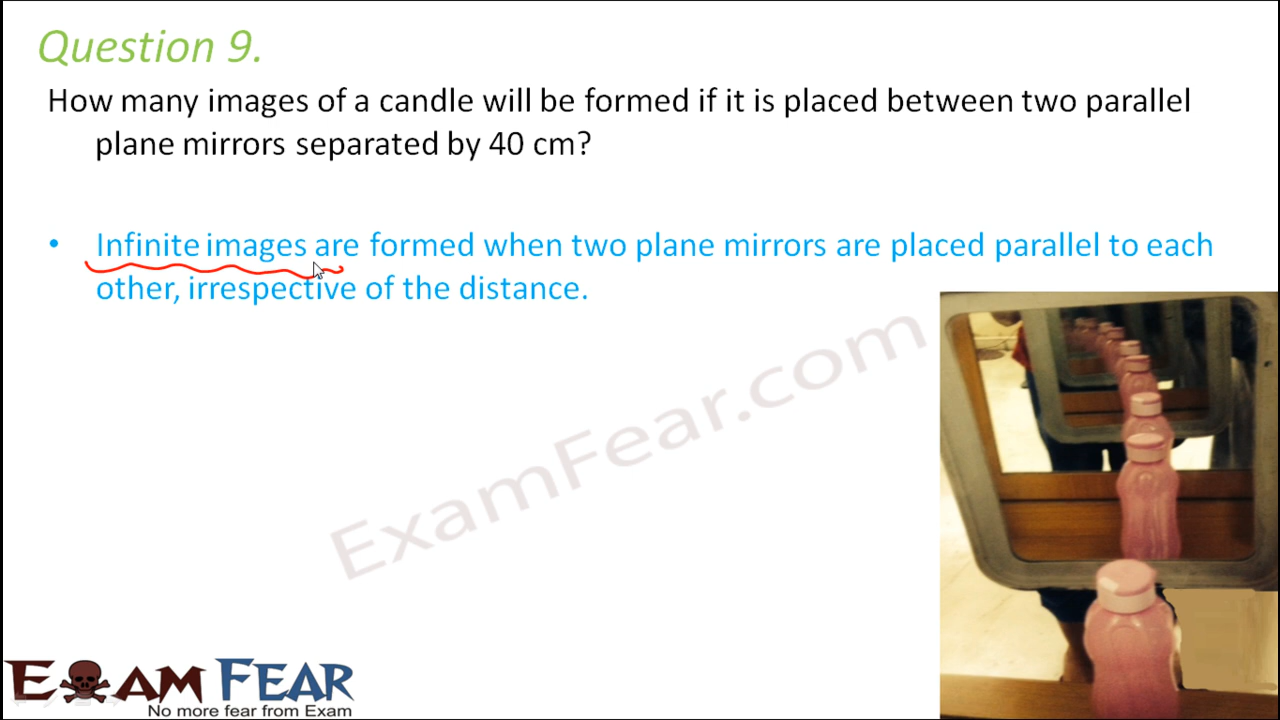 Question 9.
How many images of a candle will be formed if it is placed between two parallel
plane mirrors separated by 40 cm?
• Infinite images are formed when two plane mirrors are placed parallel to each
other, irrespective of the distance.
ExamFear.com
EXAM FEAR
No more fear from Exam